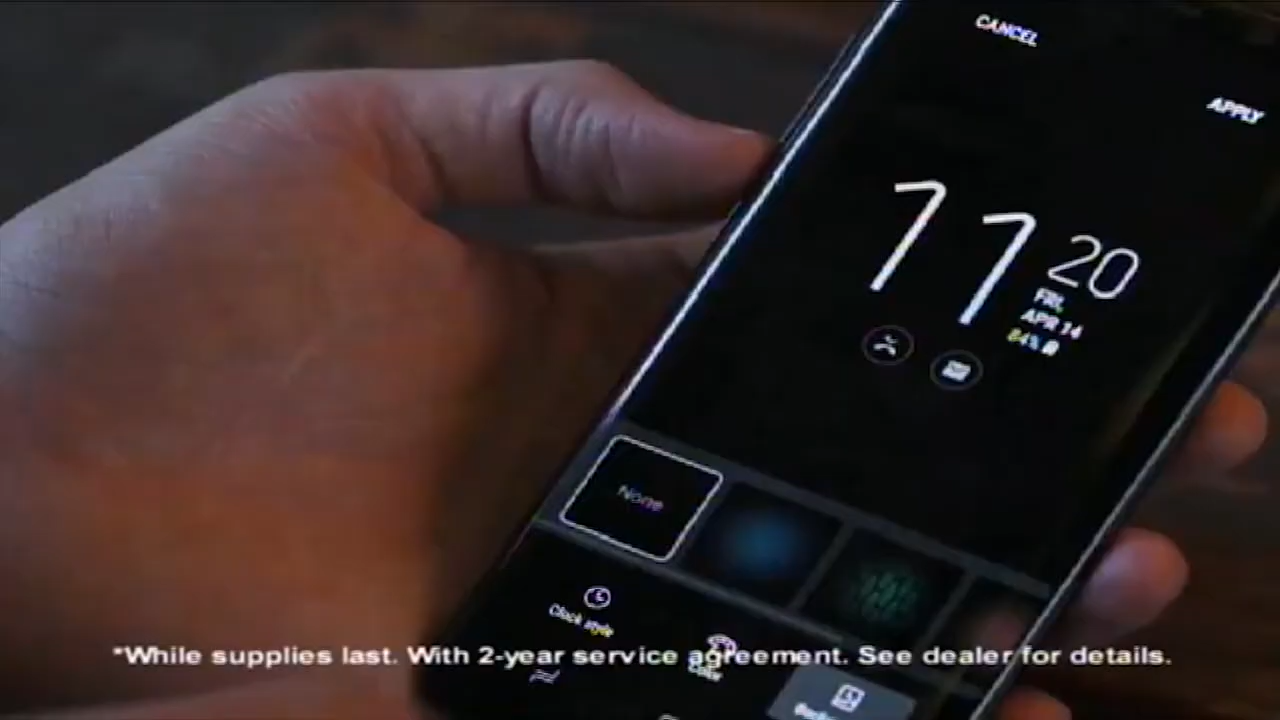 CANCEL
APPLY
11 20
FRI,
APR 14
84%
None
Clock style
Color
*While supplies last. With 2-year service agreement. See dealer for details.